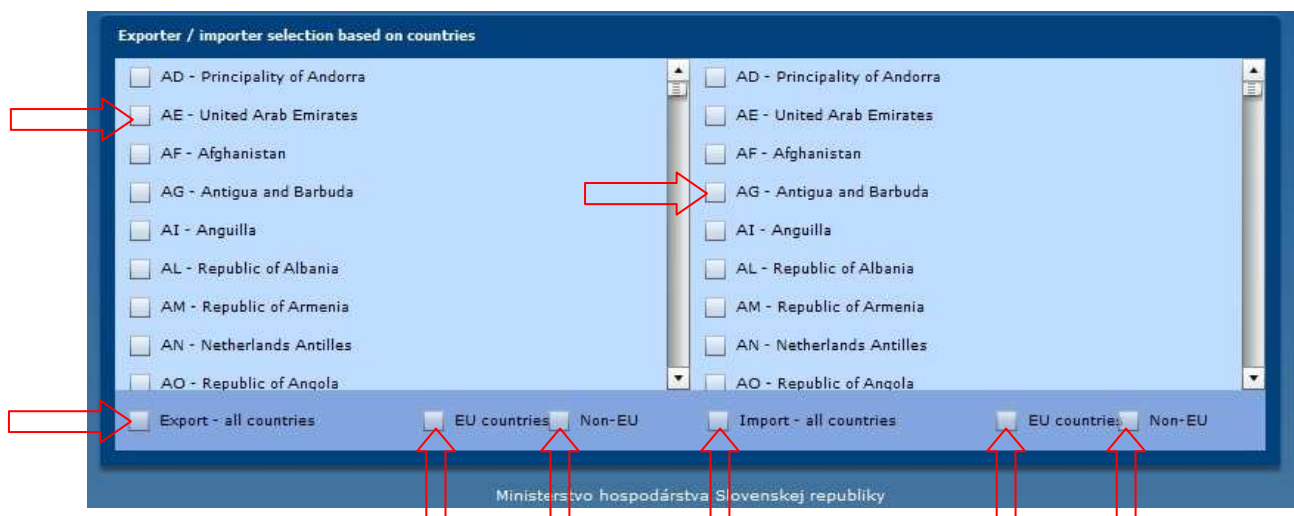 Exporter / importer selection based on countries
AD - Principality of Andorra
AE - United Arab Emirates
AF - Afghanistan
AG - Antigua and Barbuda
AI - Anguilla
AL - Republic of Albania
AM - Republic of Armenia
AN - Netherlands Antilles
AO - Republic of Angola
AD - Principality of Andorra
AE - United Arab Emirates
AF - Afghanistan
AG - Antigua and Barbuda
AI - Anguilla
AL - Republic of Albania
AM - Republic of Armenia
AN - Netherlands Antilles
AO - Republic of Angola
Export - all countries EU countries Non-EU Import - all countries EU countries Non-EU
Ministerstvo hospodárstva Slovenskej republiky